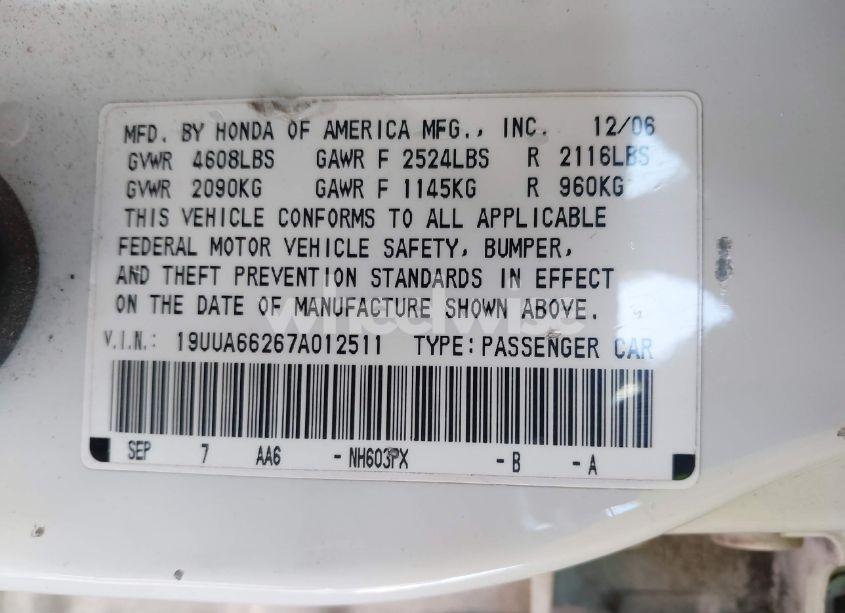 MFD. BY HONDA OF AMERICA MFG., INC. 12/06
GVWR 4608LBS GAWR F 2524LBS R 2116LBS
GVWR 2090KG GAWR F 1145KG R 960KG
THIS VEHICLE CONFORMS TO ALL APPLICABLE
FEDERAL MOTOR VEHICLE SAFETY, BUMPER,
AND THEFT PREVENTION STANDARDS IN EFFECT
ON THE DATE OF MANUFACTURE SHOWN ABOVE.
wheelwise
V.I.N.: 19UUA66267A012511 TYPE:PASSENGER CAR
SEP 7 AA6 - NH603PX - B - A